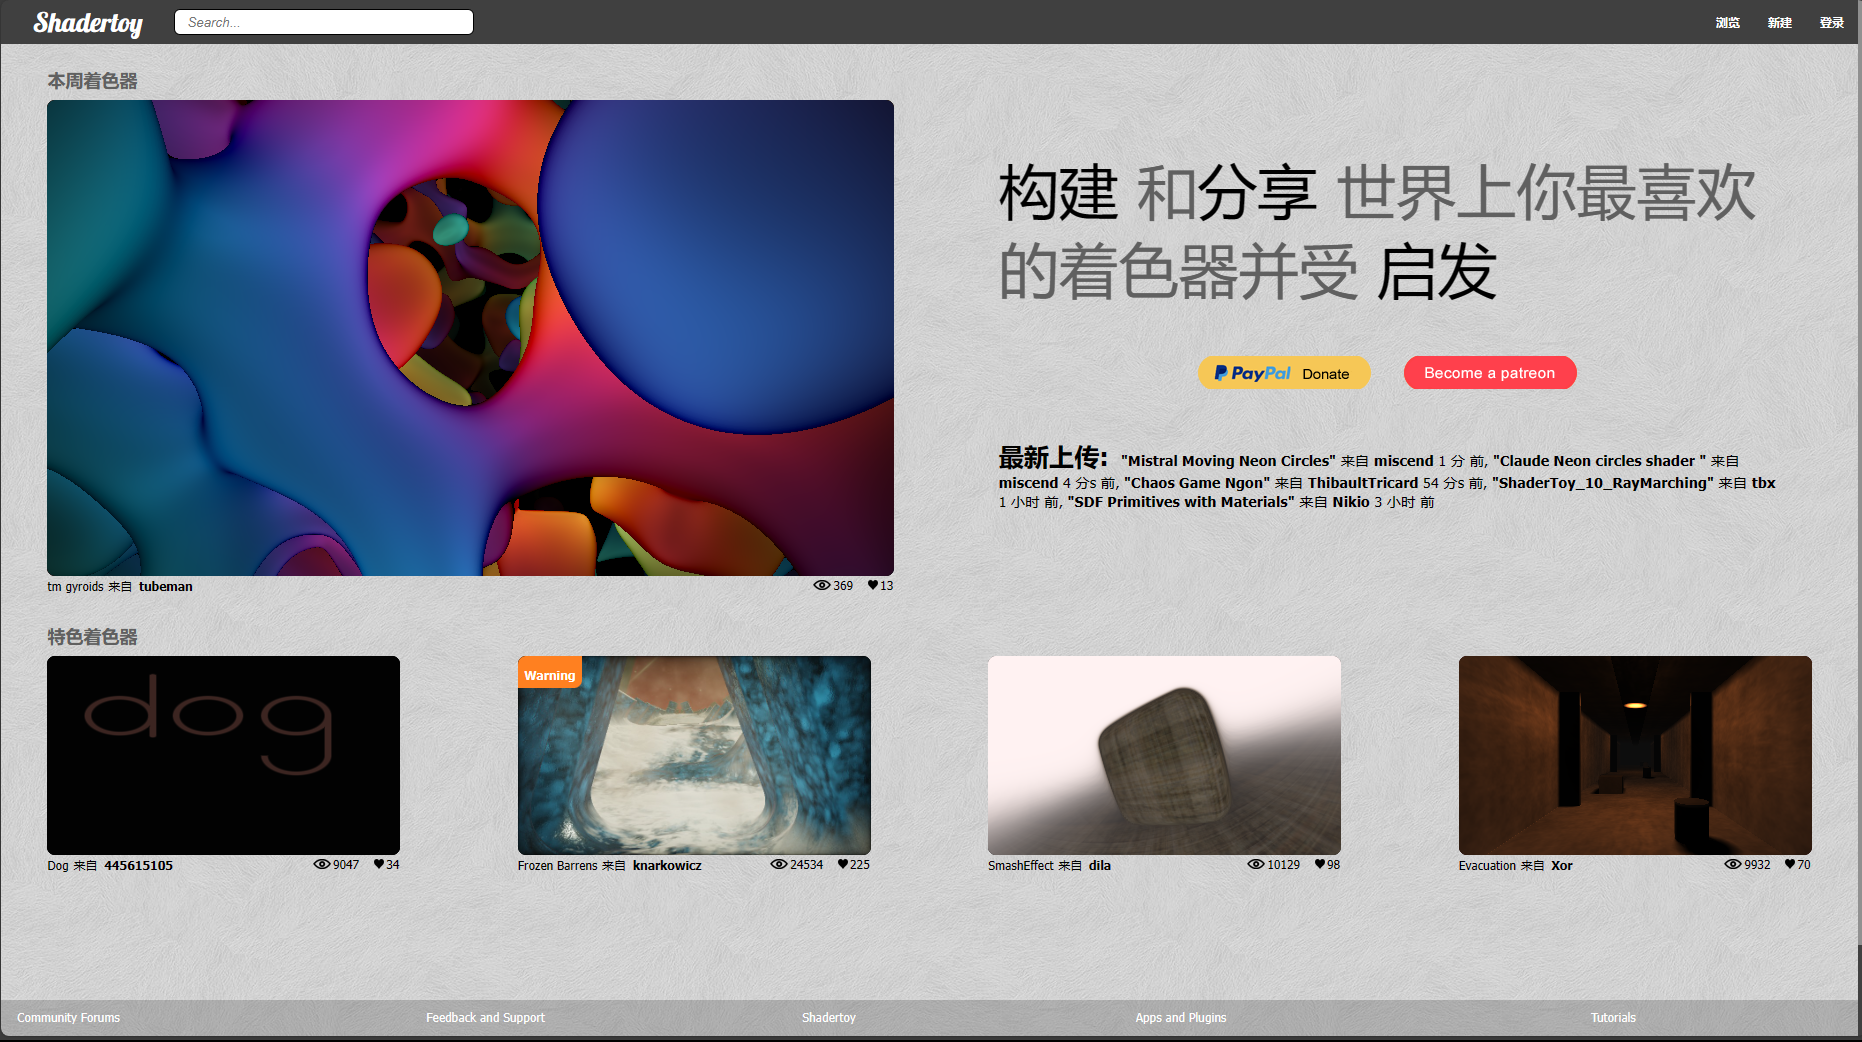 Shadertoy
Search...
浏览
新建
登录
本周着色器
构建 和分享 世界上你最喜欢
的着色器并受 启发
PayPal Donate
Become a patreon
最新上传: "Mistral Moving Neon Circles" 来自 miscend 1 分 前, "Claude Neon circles shader " 来自
miscend 4 分s 前, "Chaos Game Ngon" 来自 ThibaultTricard 54 分s 前, "ShaderToy_10_RayMarching" 来自 tbx
1 小时 前, "SDF Primitives with Materials" 来自 Nikio 3 小时 前
tm gyroids 来自 tubeman
369 13
特色着色器
dog
Warning
Dog 来自 445615105
9047 34
Frozen Barrens 来自 knarkowicz
24534 225
SmashEffect 来自 dila
10129 98
Evacuation 来自 Xor
9932 70
Community Forums
Feedback and Support
Shadertoy
Apps and Plugins
Tutorials